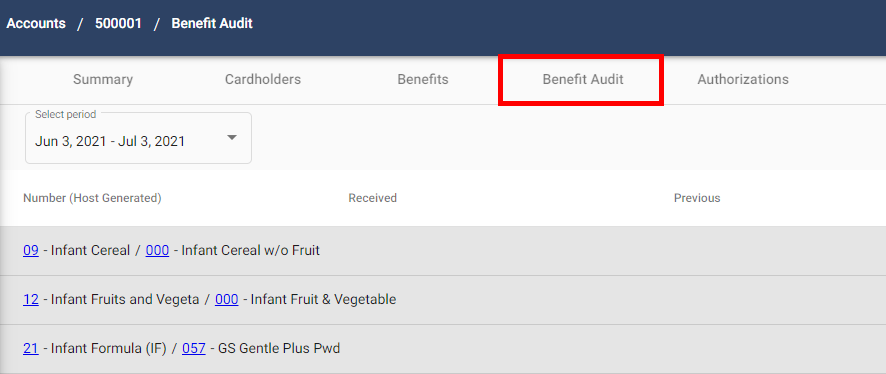 Accounts / 500001 / Benefit Audit
Summary Cardholders Benefits Benefit Audit Authorizations
Select period
Jun 3, 2021 - Jul 3, 2021
Number (Host Generated) Received Previous
09 - Infant Cereal / 000 - Infant Cereal w/o Fruit
12 - Infant Fruits and Vegeta / 000 - Infant Fruit & Vegetable
21 - Infant Formula (IF) / 057 - GS Gentle Plus Pwd